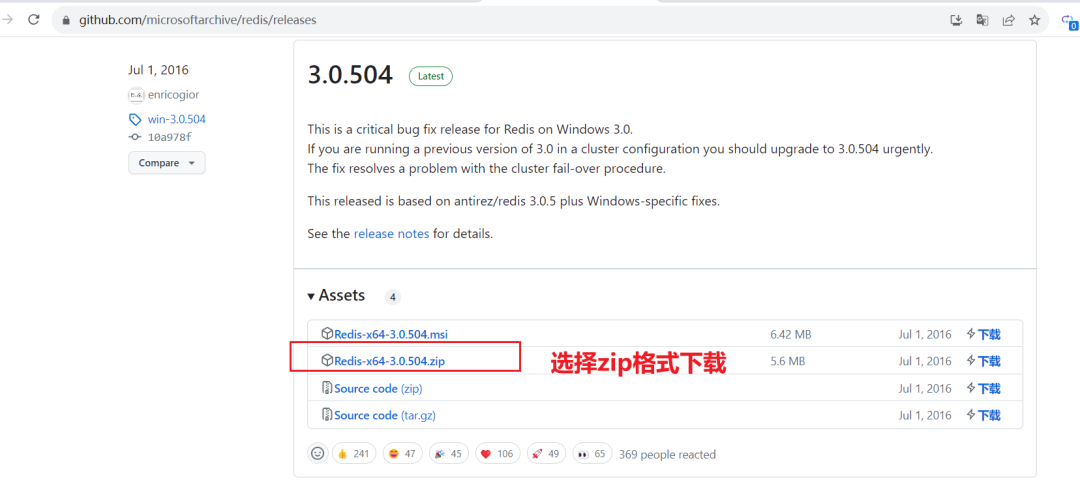 github.com/microsoftarchive/redis/releases
0
Jul 1, 2016
enricogior
win-3.0.504
10a978f
Compare
3.0.504 Latest
This is a critical bug fix release for Redis on Windows 3.0.
If you are running a previous version of 3.0 in a cluster configuration you should upgrade to 3.0.504 urgently.
The fix resolves a problem with the cluster fail-over procedure.
This released is based on antirez/redis 3.0.5 plus Windows-specific fixes.
See the release notes for details.
Assets 4
Redis-x64-3.0.504.msi 6.42 MB Jul 1, 2016 下载
Redis-x64-3.0.504.zip 选择zip格式下载 5.6 MB Jul 1, 2016 下载
Source code (zip) Jul 1, 2016 下载
Source code (tar.gz) Jul 1, 2016 下载
241 47 45 106 49 65 369 people reacted